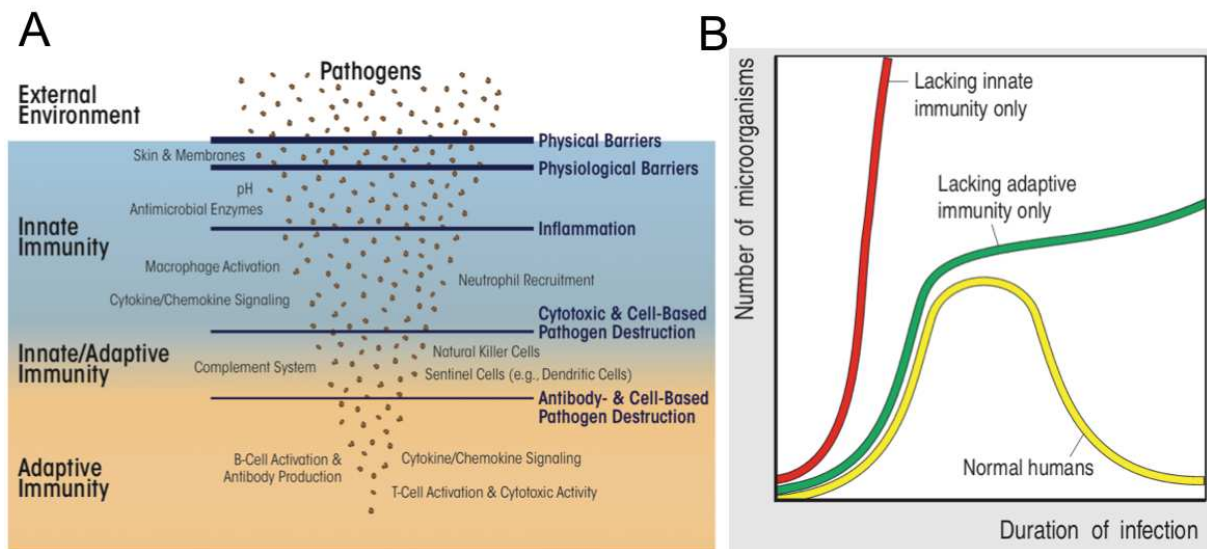 A
Pathogens
External
Environment
Physical Barriers
Skin & Membranes
Physiological Barriers
pH
Antimicrobial Enzymes
Innate
Immunity
Inflammation
Macrophage Activation
Neutrophil Recruitment
Cytokine/Chemokine Signaling
Cytotoxic & Cell-Based
Pathogen Destruction
Innate/Adaptive
Immunity
Natural Killer Cells
Complement System
Sentinel Cells (e.g., Dendritic Cells)
Antibody- & Cell-Based
Pathogen Destruction
Adaptive
Immunity
B-Cell Activation &
Antibody Production
Cytokine/Chemokine Signaling
T-Cell Activation & Cytotoxic Activity
B
Number of microorganisms
Lacking innate
immunity only
Lacking adaptive
immunity only
Normal humans
Duration of infection